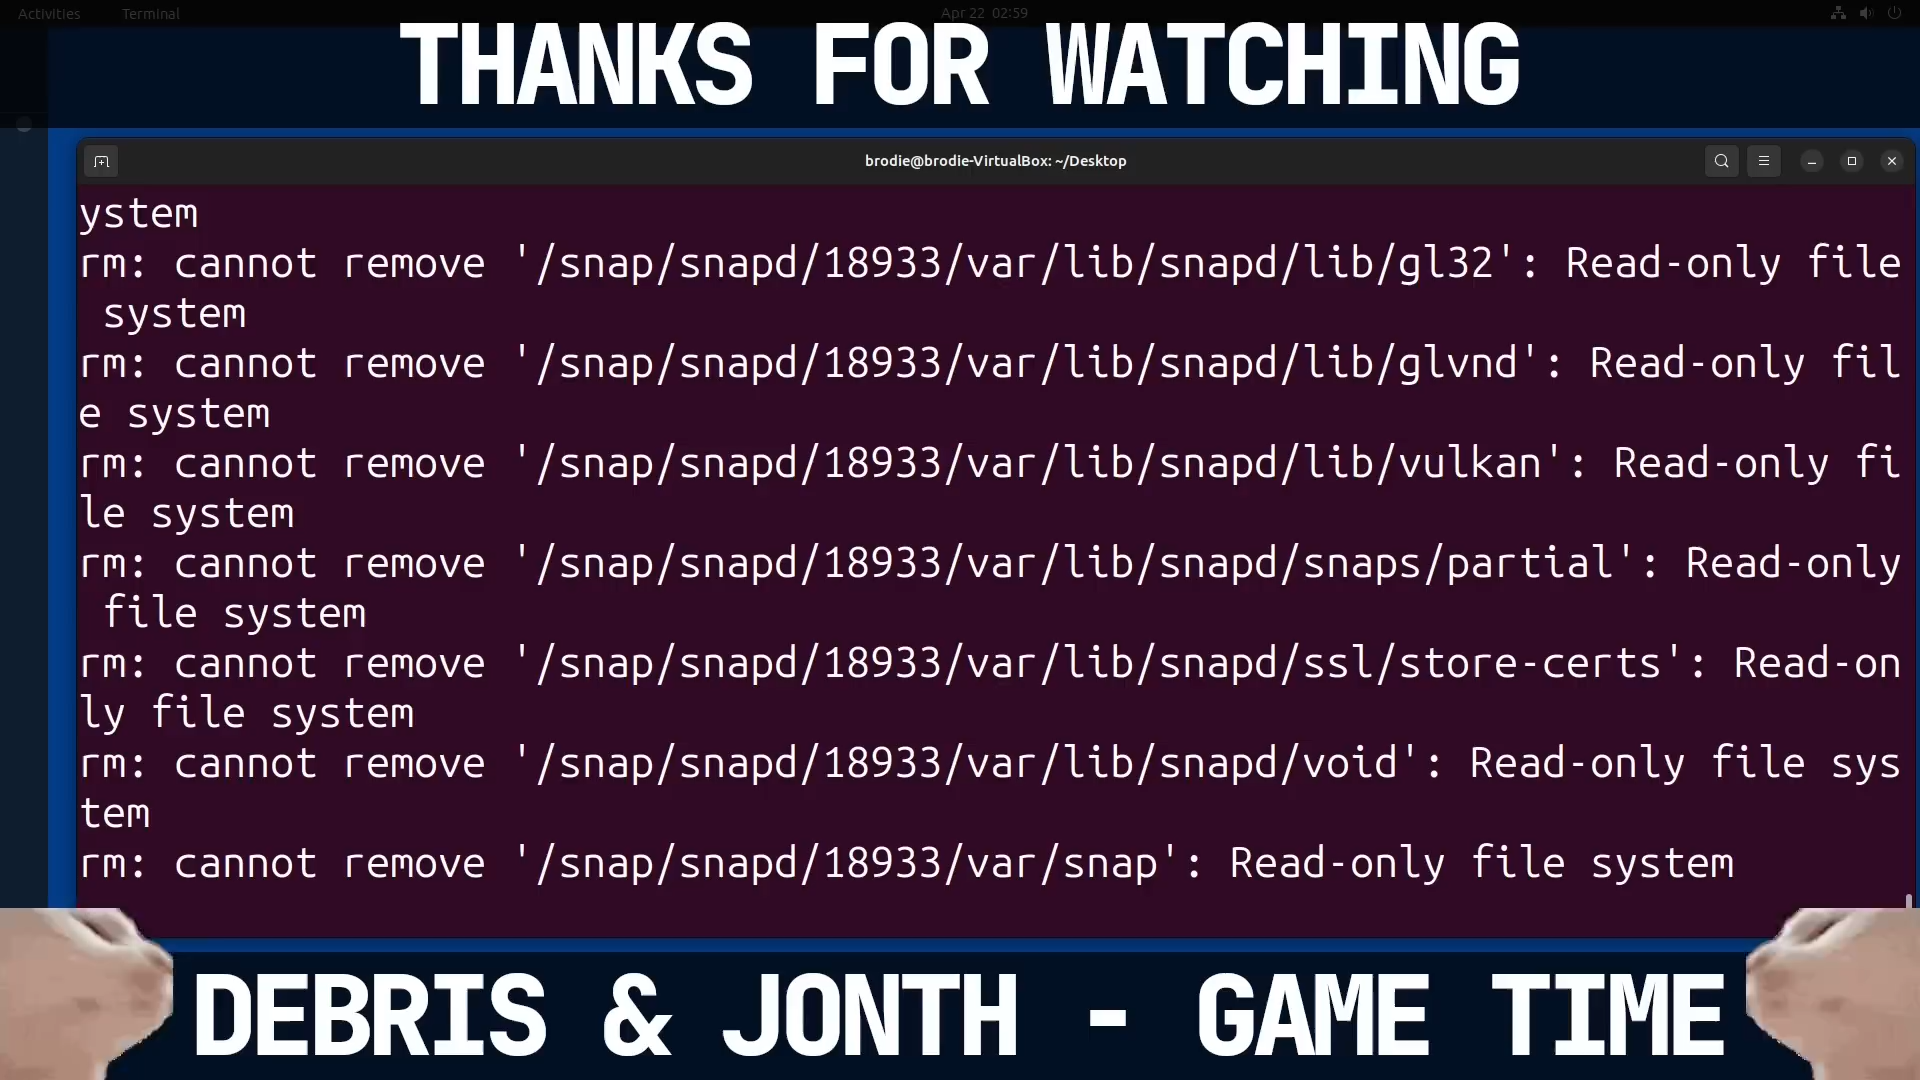 Activities Terminal Apr 22 02:59
THANKS FOR WATCHING
brodie@brodie-VirtualBox: ~/Desktop
ystem
rm: cannot remove '/snap/snapd/18933/var/lib/snapd/lib/gl32': Read-only file
 system
rm: cannot remove '/snap/snapd/18933/var/lib/snapd/lib/glvnd': Read-only fil
e system
rm: cannot remove '/snap/snapd/18933/var/lib/snapd/lib/vulkan': Read-only fi
le system
rm: cannot remove '/snap/snapd/18933/var/lib/snapd/snaps/partial': Read-only
 file system
rm: cannot remove '/snap/snapd/18933/var/lib/snapd/ssl/store-certs': Read-on
ly file system
rm: cannot remove '/snap/snapd/18933/var/lib/snapd/void': Read-only file sys
tem
rm: cannot remove '/snap/snapd/18933/var/snap': Read-only file system
DEBRIS & JONTH - GAME TIME